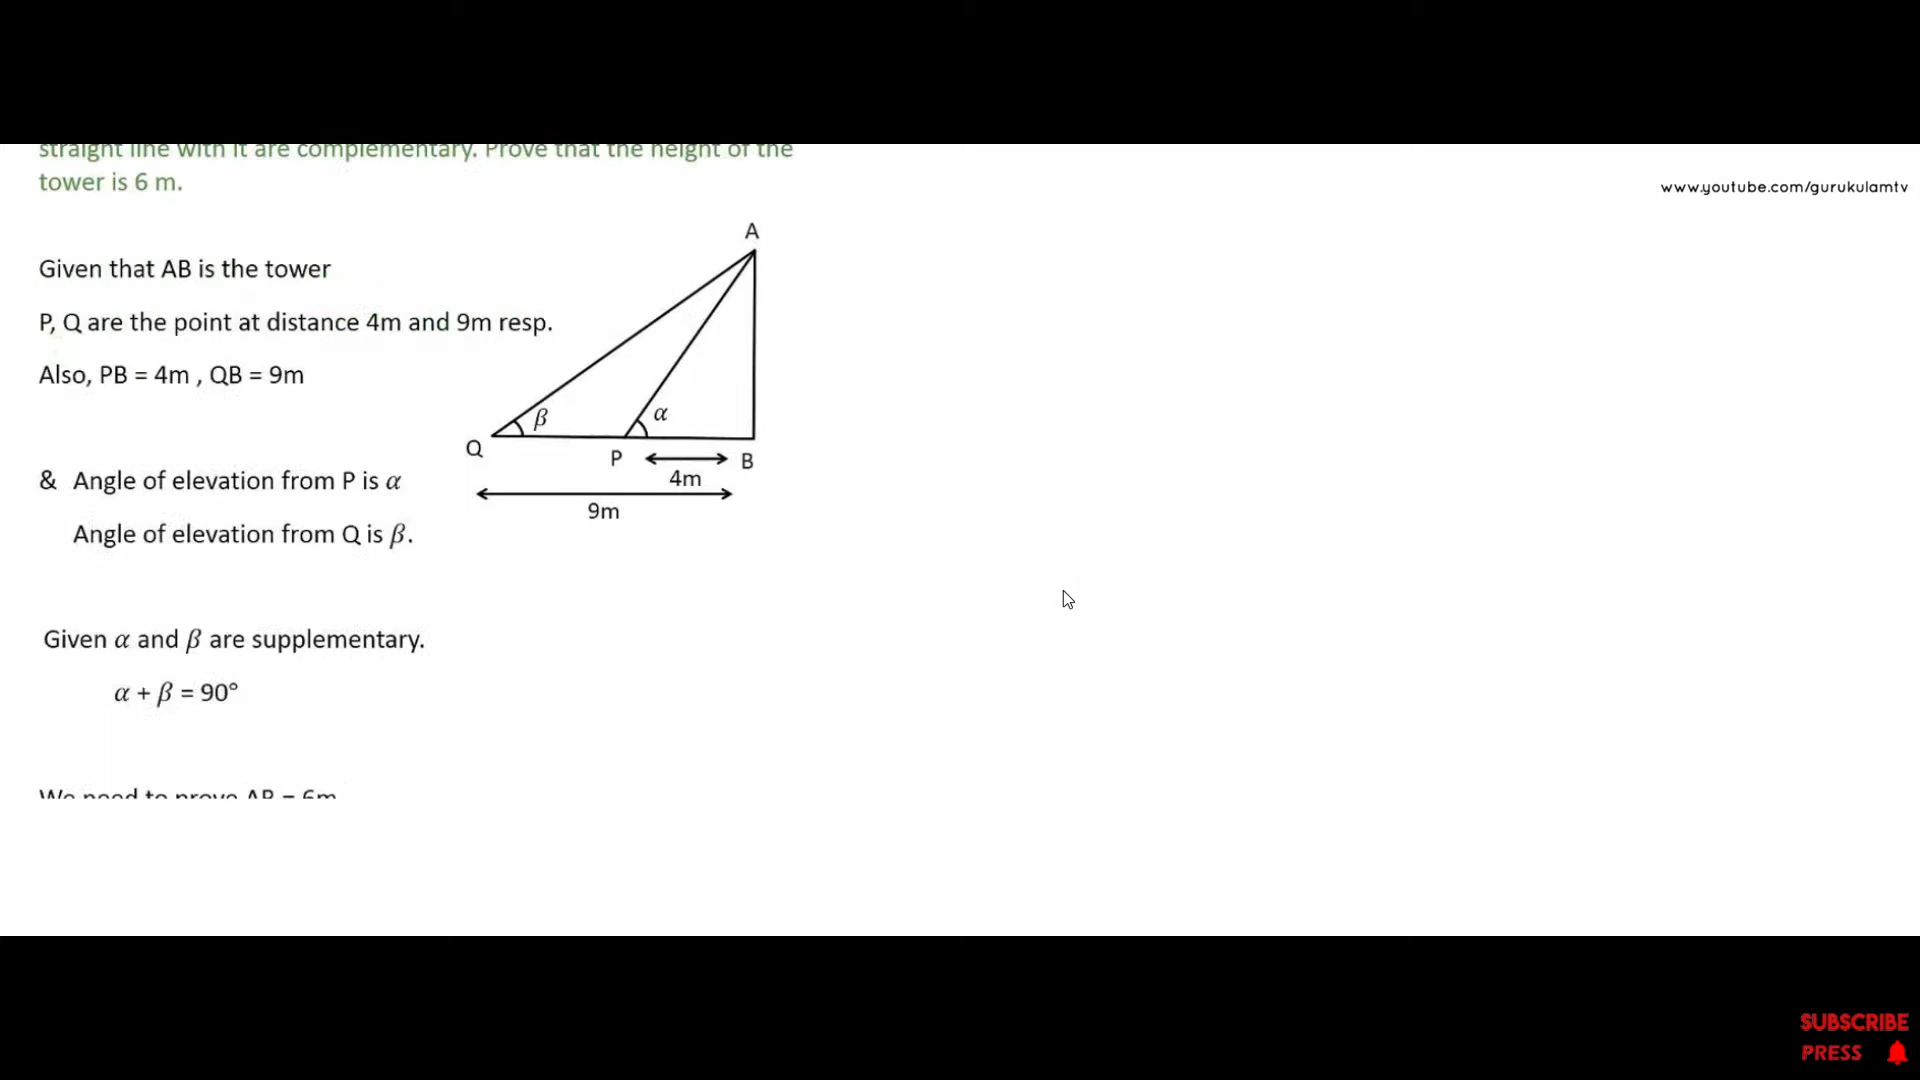 straight line with it are complementary. Prove that the height of the
tower is 6 m.
www.youtube.com/gurukulamtv
Given that AB is the tower
P, Q are the point at distance 4m and 9m resp.
Also, PB = 4m , QB = 9m
A
β
α
Q
P
B
4m
9m
& Angle of elevation from P is α
Angle of elevation from Q is β.
Given α and β are supplementary.
α + β = 90°
We need to prove AB = 6m
SUBSCRIBE
PRESS